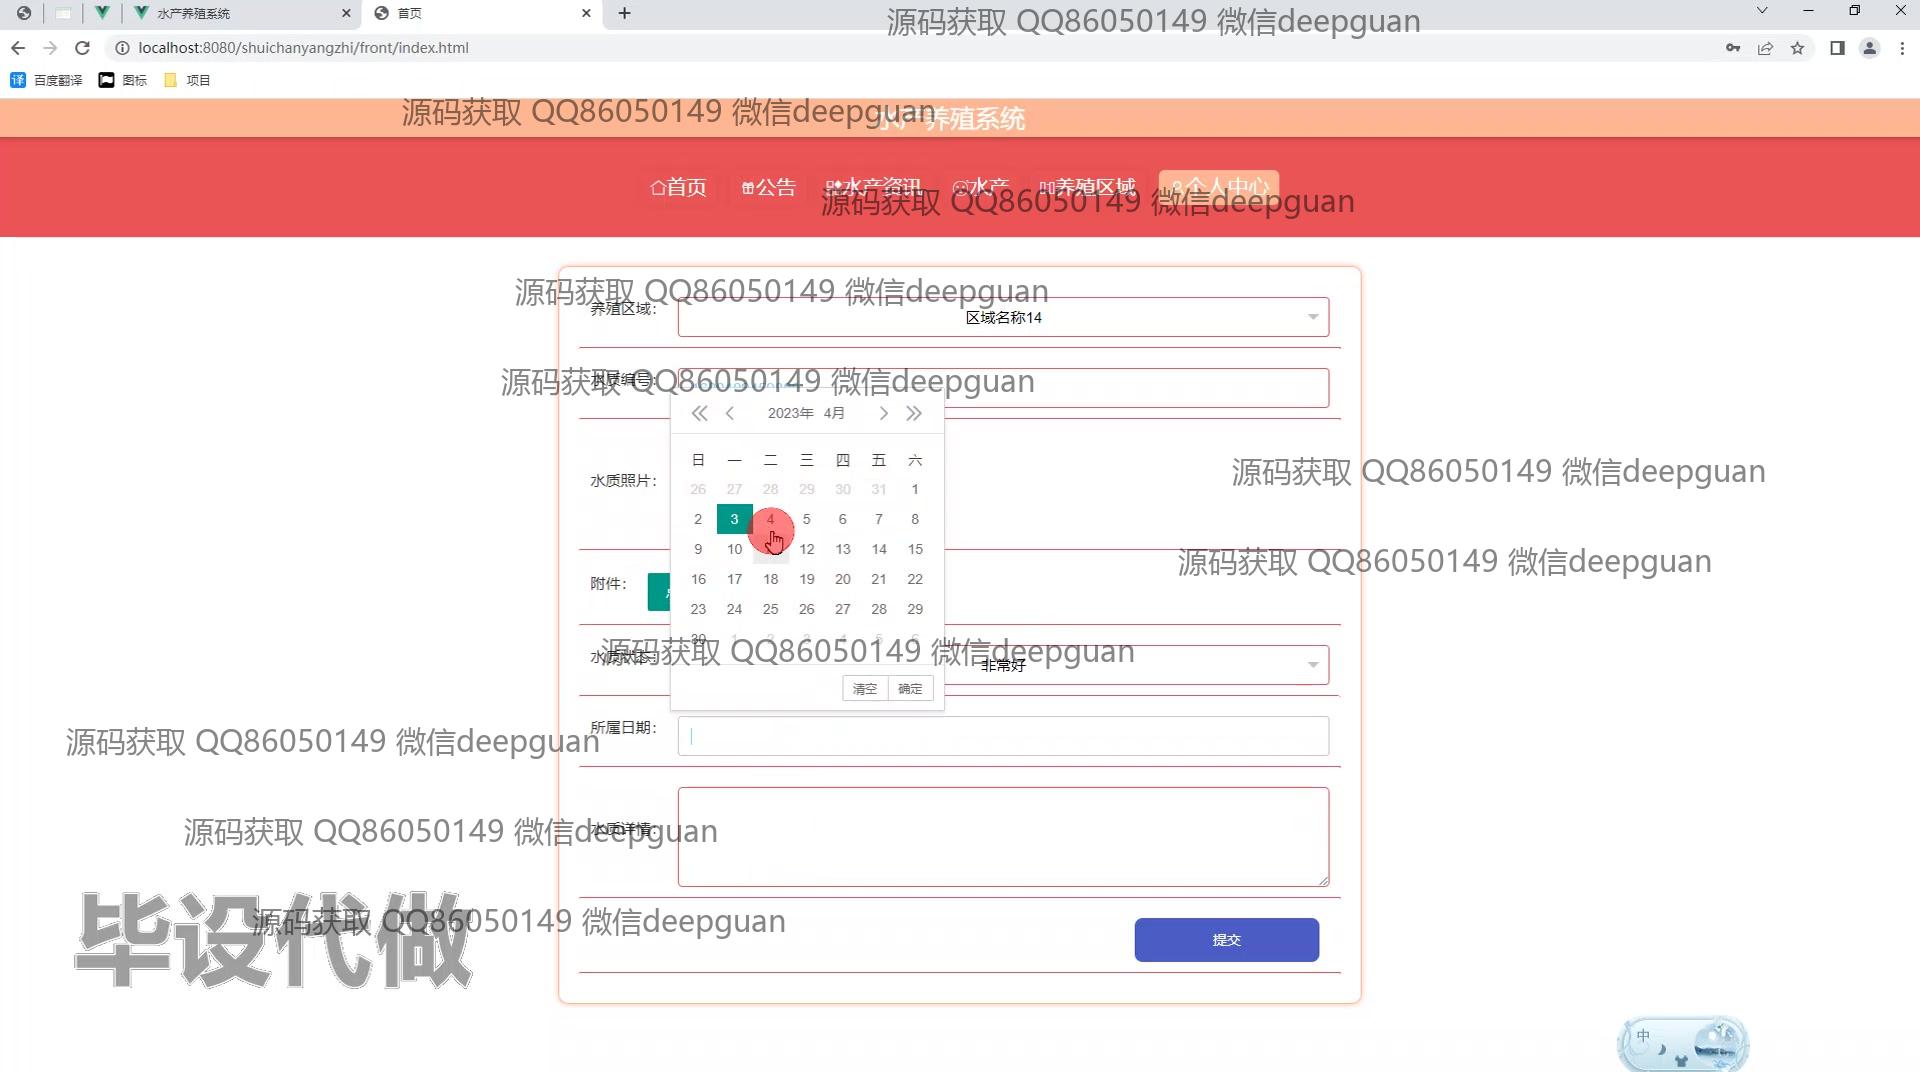 水产养殖系统
首页
源码获取 QQ86050149 微信deepguan
localhost:8080/shuichanyangzhi/front/index.html
译 百度翻译 图标 项目
源码获取 QQ86050149 微信deepguan
水产养殖系统
首页 公告 水产资讯 水产 养殖区域 个人中心
源码获取 QQ86050149 微信deepguan
源码获取 QQ86050149 微信deepguan
养殖区域：
区域名称14
源码获取 QQ86050149 微信deepguan
水质编号：
2023年 4月
日 一 二 三 四 五 六
源码获取 QQ86050149 微信deepguan
水质照片：
26 27 28 29 30 31 1
2 3 4 5 6 7 8
9 10 12 13 14 15
源码获取 QQ86050149 微信deepguan
16 17 18 19 20 21 22
附件：
23 24 25 26 27 28 29
30 1 2 3 4 5 6
源码获取 QQ86050149 微信deepguan
水质状态：
非常好
清空 确定
所属日期：
源码获取 QQ86050149 微信deepguan
水质详情：
源码获取 QQ86050149 微信deepguan
毕设代做
源码获取 QQ86050149 微信deepguan
提交
中